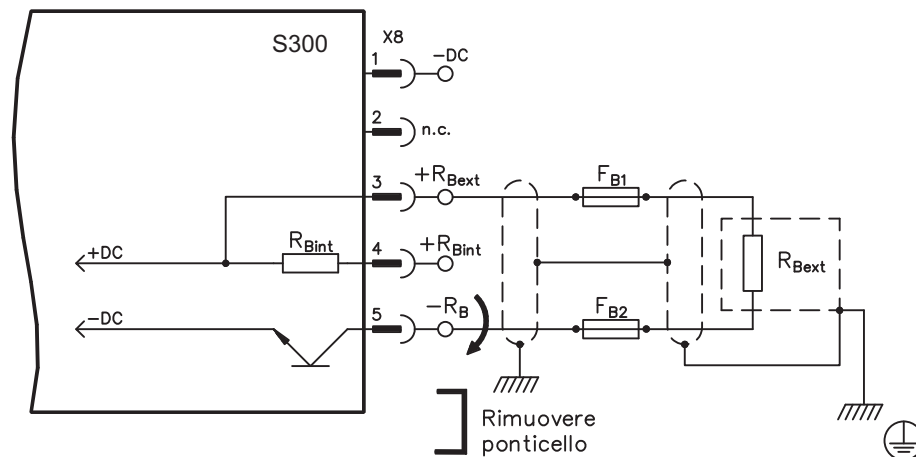 S300
X8
1
-DC
2
n.c.
3
+RBext
FB1
+DC
RBint
4
+RBint
RBext
-DC
5
-RB
FB2
Rimuovere
ponticello